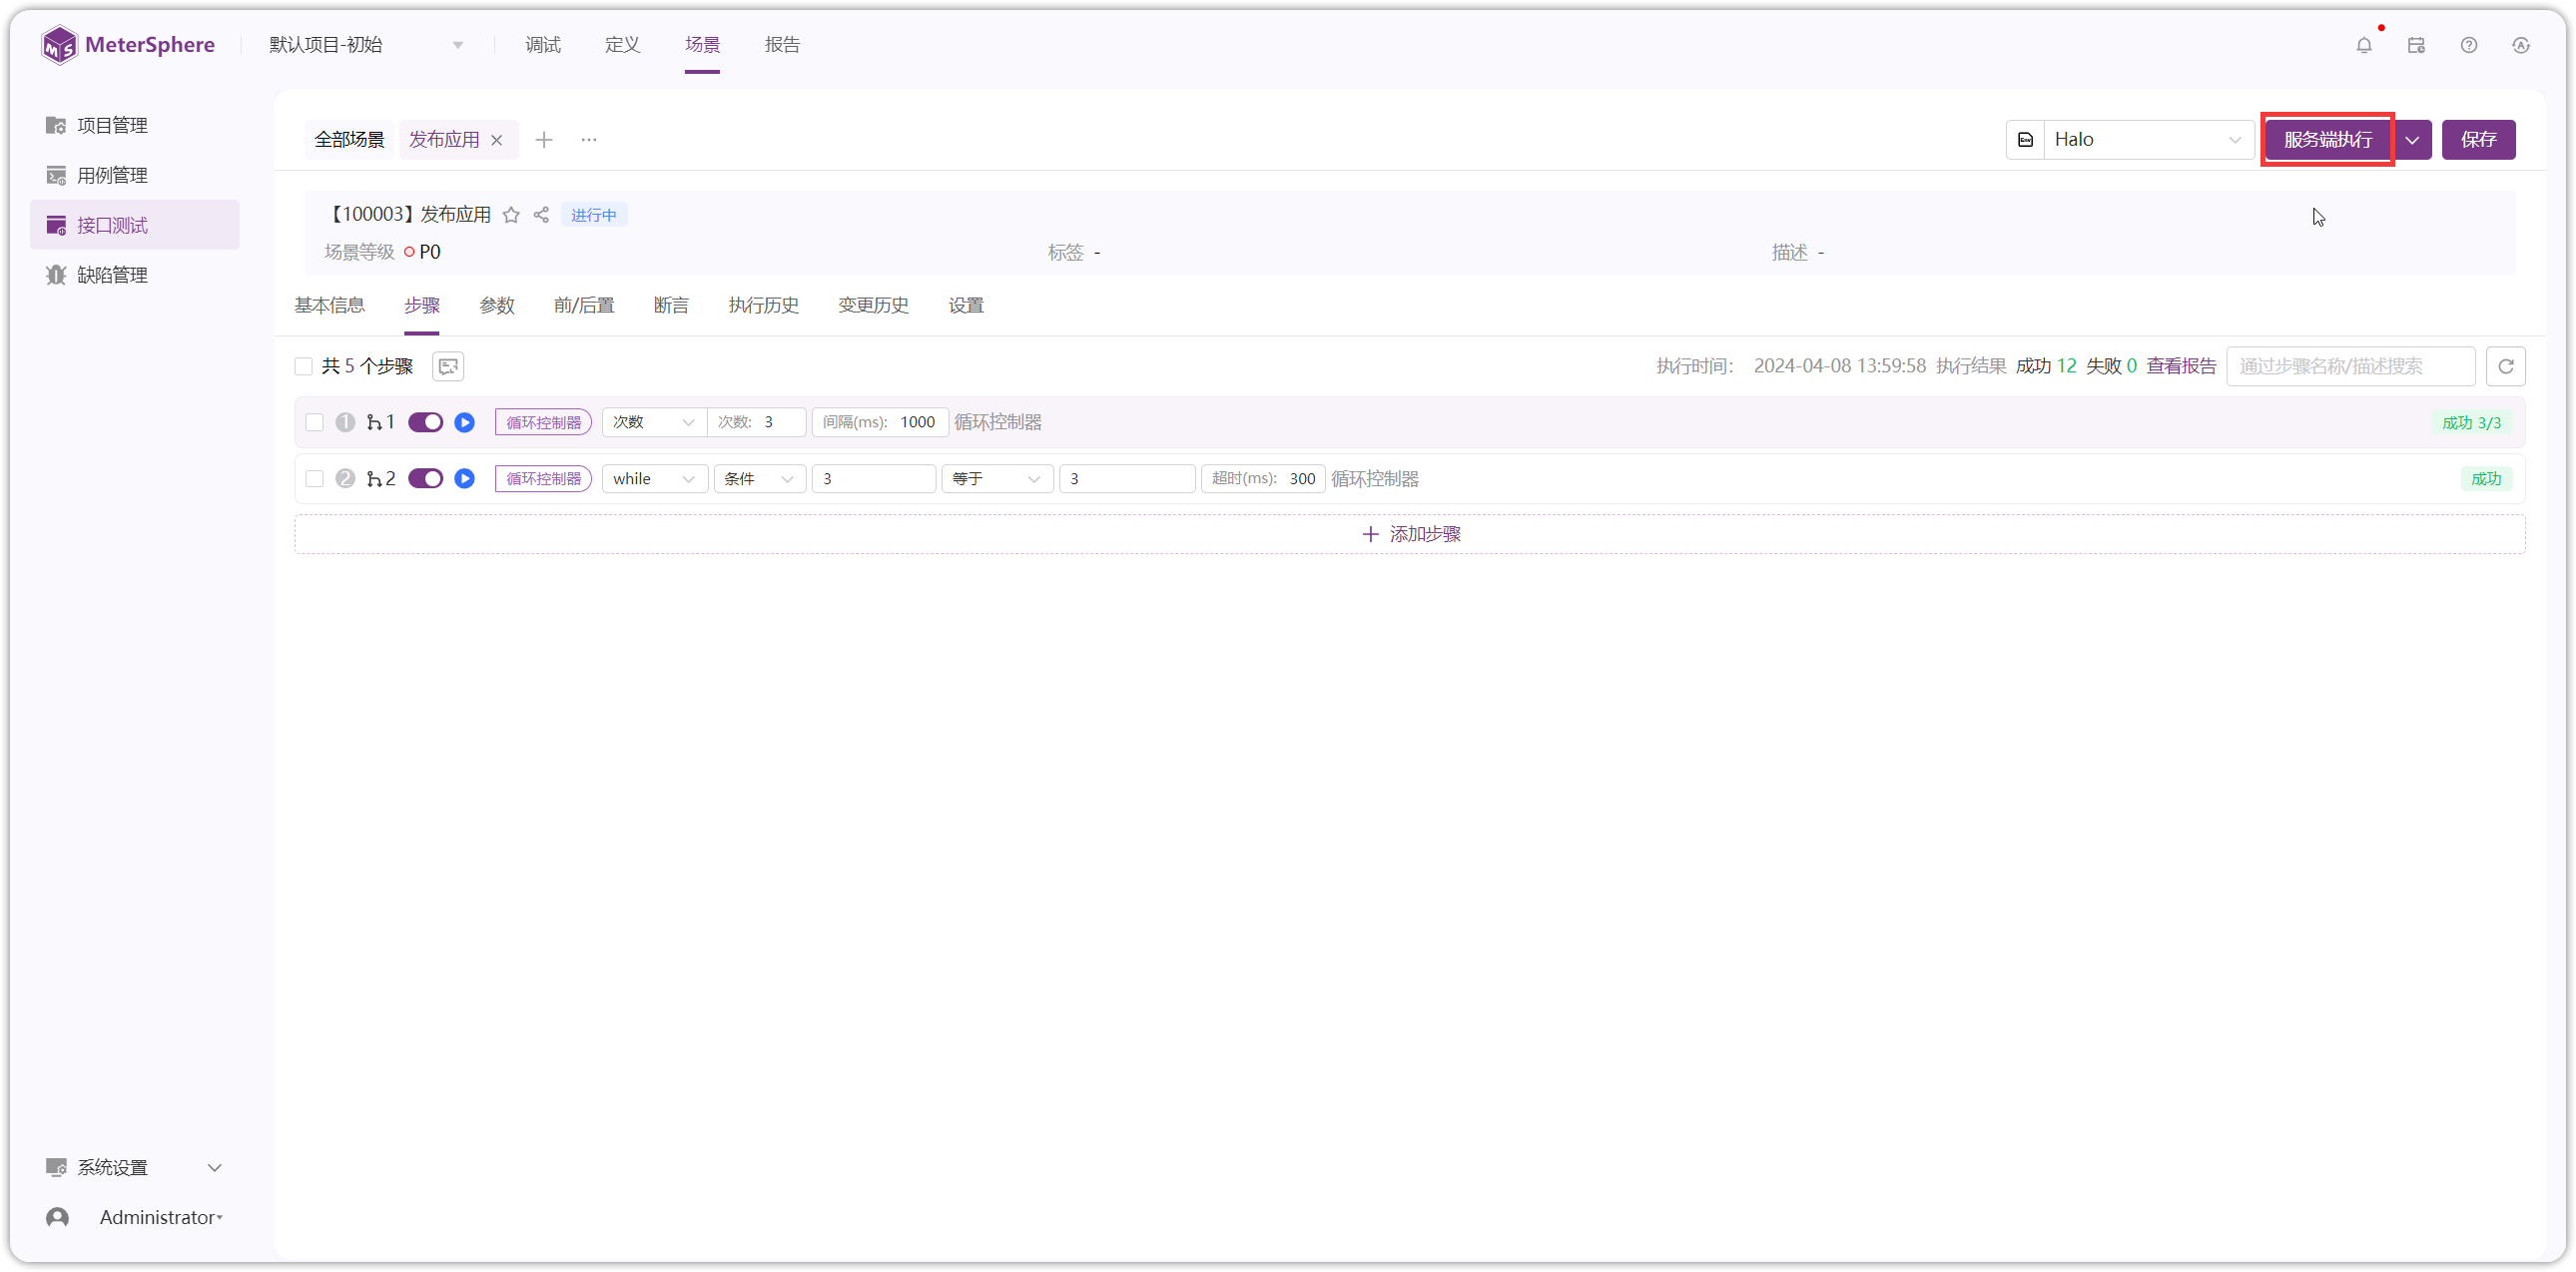 MeterSphere 默认项目-初始 调试 定义 场景 报告
项目管理
用例管理
接口测试
缺陷管理
全部场景 发布应用 Halo 服务端执行 保存
【100003】发布应用 进行中
场景等级 P0 标签 - 描述 -
基本信息 步骤 参数 前/后置 断言 执行历史 变更历史 设置
共 5 个步骤 执行时间: 2024-04-08 13:59:58 执行结果 成功 12 失败 0 查看报告 通过步骤名称/描述搜索
1 1 循环控制器 次数 次数: 3 间隔(ms): 1000 循环控制器 成功 3/3
2 2 循环控制器 while 条件 3 等于 3 超时(ms): 300 循环控制器 成功
添加步骤
系统设置
Administrator